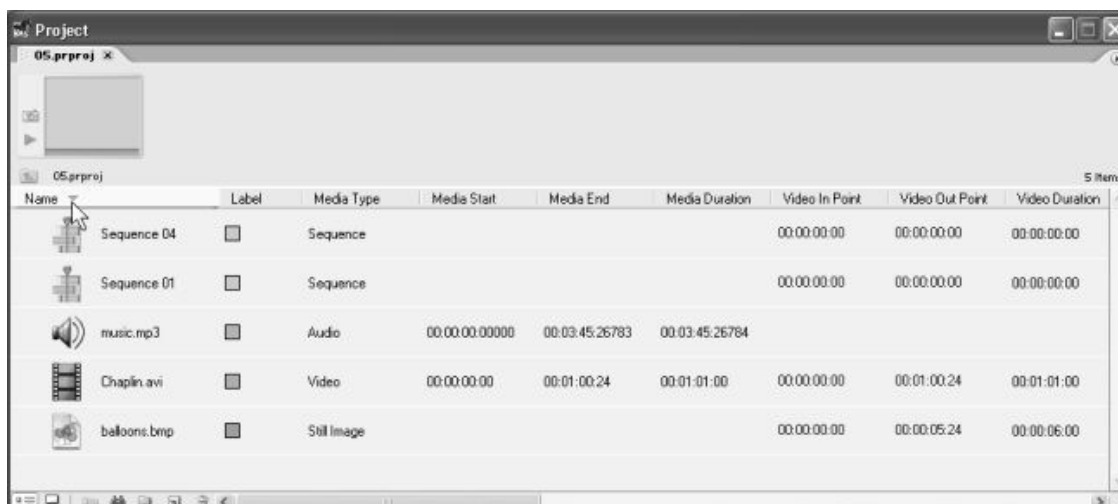 Project
05.prproj
05.prproj
5 Items
Name Label Media Type Media Start Media End Media Duration Video In Point Video Out Point Video Duration
Sequence 04 Sequence 00:00:00:00 00:00:00:00 00:00:00:00
Sequence 01 Sequence 00:00:00:00 00:00:00:00 00:00:00:00
music.mp3 Audio 00:00:00:00000 00:03:45:26783 00:03:45:26784
Chaplin.avi Video 00:00:00:00 00:01:00:24 00:01:01:00 00:00:00:00 00:01:00:24 00:01:01:00
balloons.bmp Still Image 00:00:00:00 00:00:05:24 00:00:06:00